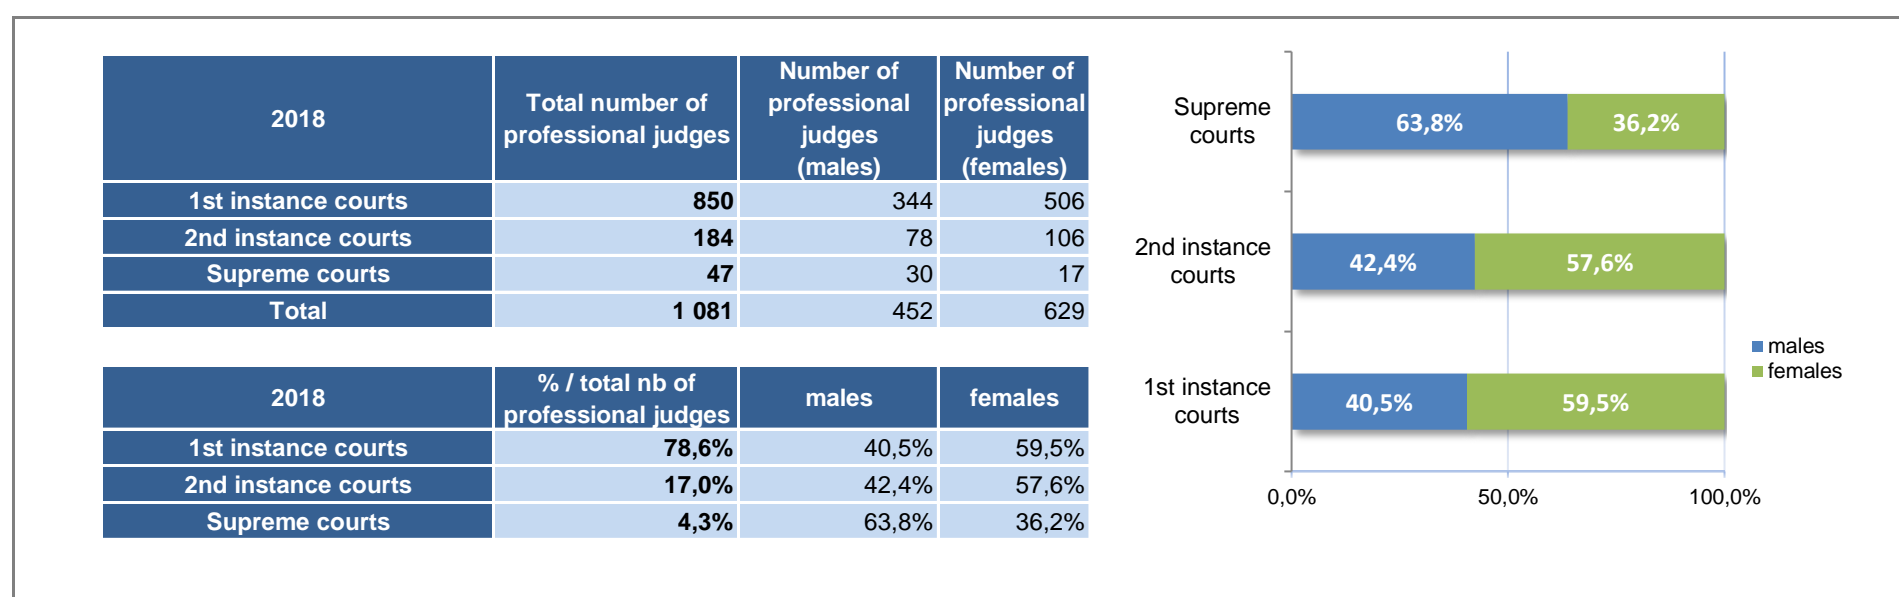 2018
Total number of
professional judges
Number of
professional
judges
(males)
Number of
professional
judges
(females)
1st instance courts 850 344 506
2nd instance courts 184 78 106
Supreme courts 47 30 17
Total 1 081 452 629
2018
% / total nb of
professional judges
males
females
1st instance courts 78,6% 40,5% 59,5%
2nd instance courts 17,0% 42,4% 57,6%
Supreme courts 4,3% 63,8% 36,2%
Supreme
courts
63,8% 36,2%
2nd instance
courts
42,4% 57,6%
1st instance
courts
40,5% 59,5%
0,0% 50,0% 100,0%
males
females